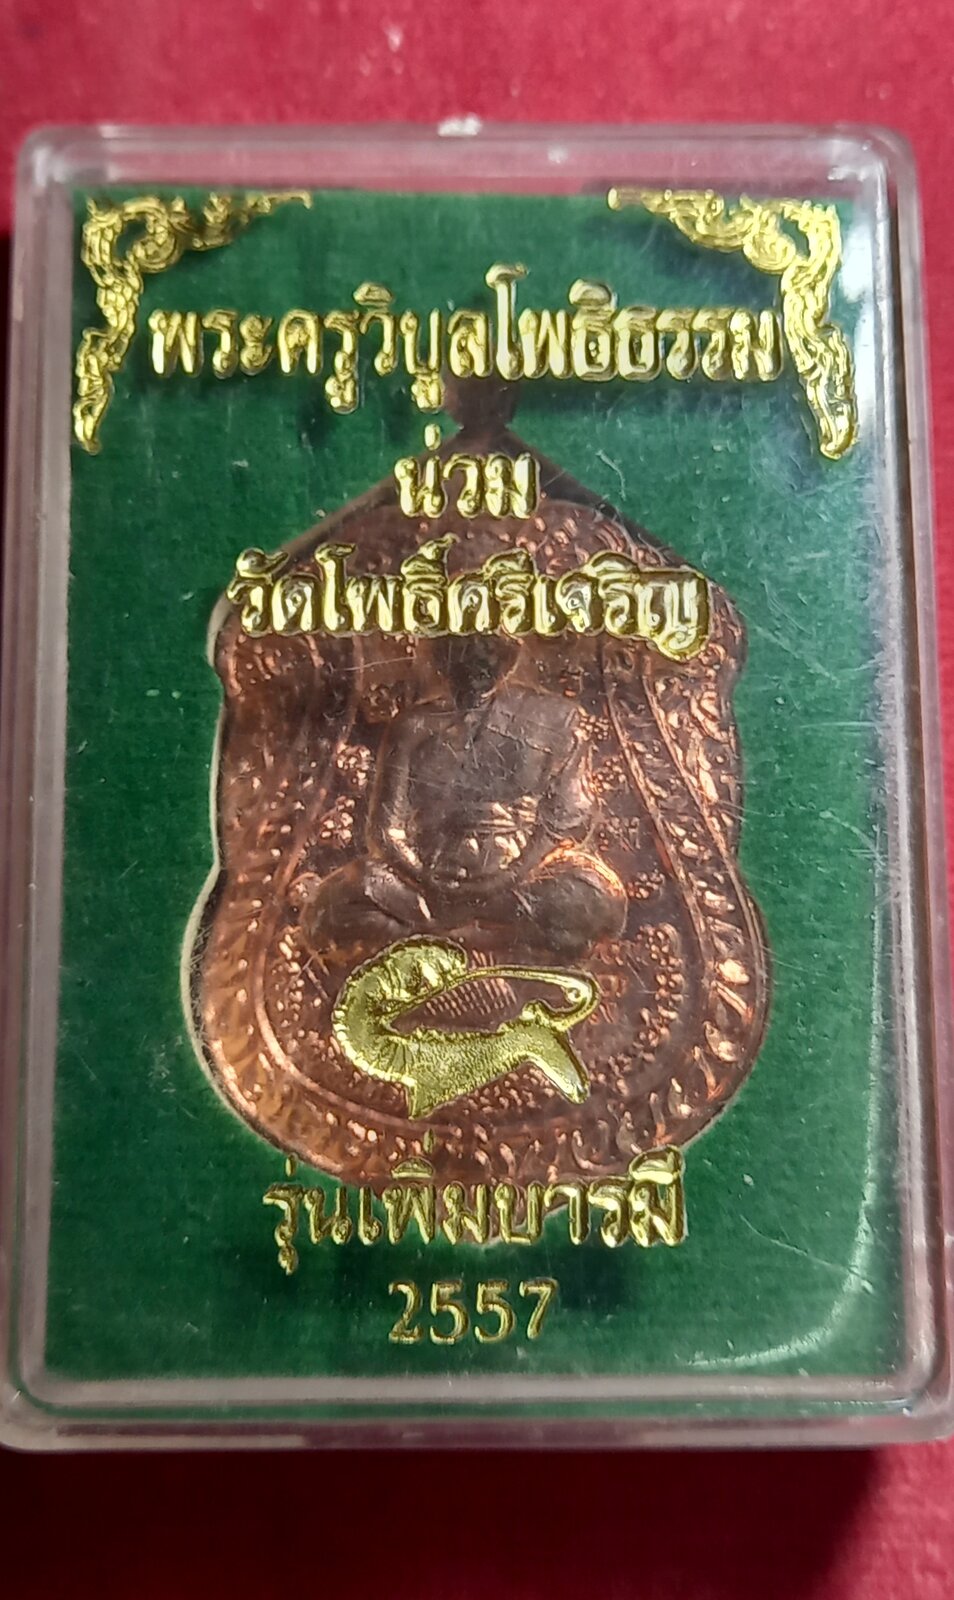 พระครูวิบูลโพธิธรรม
น่วม
วัดโพธิ์ศรีเจริญ
รุ่นเพิ่มบารมี
2557